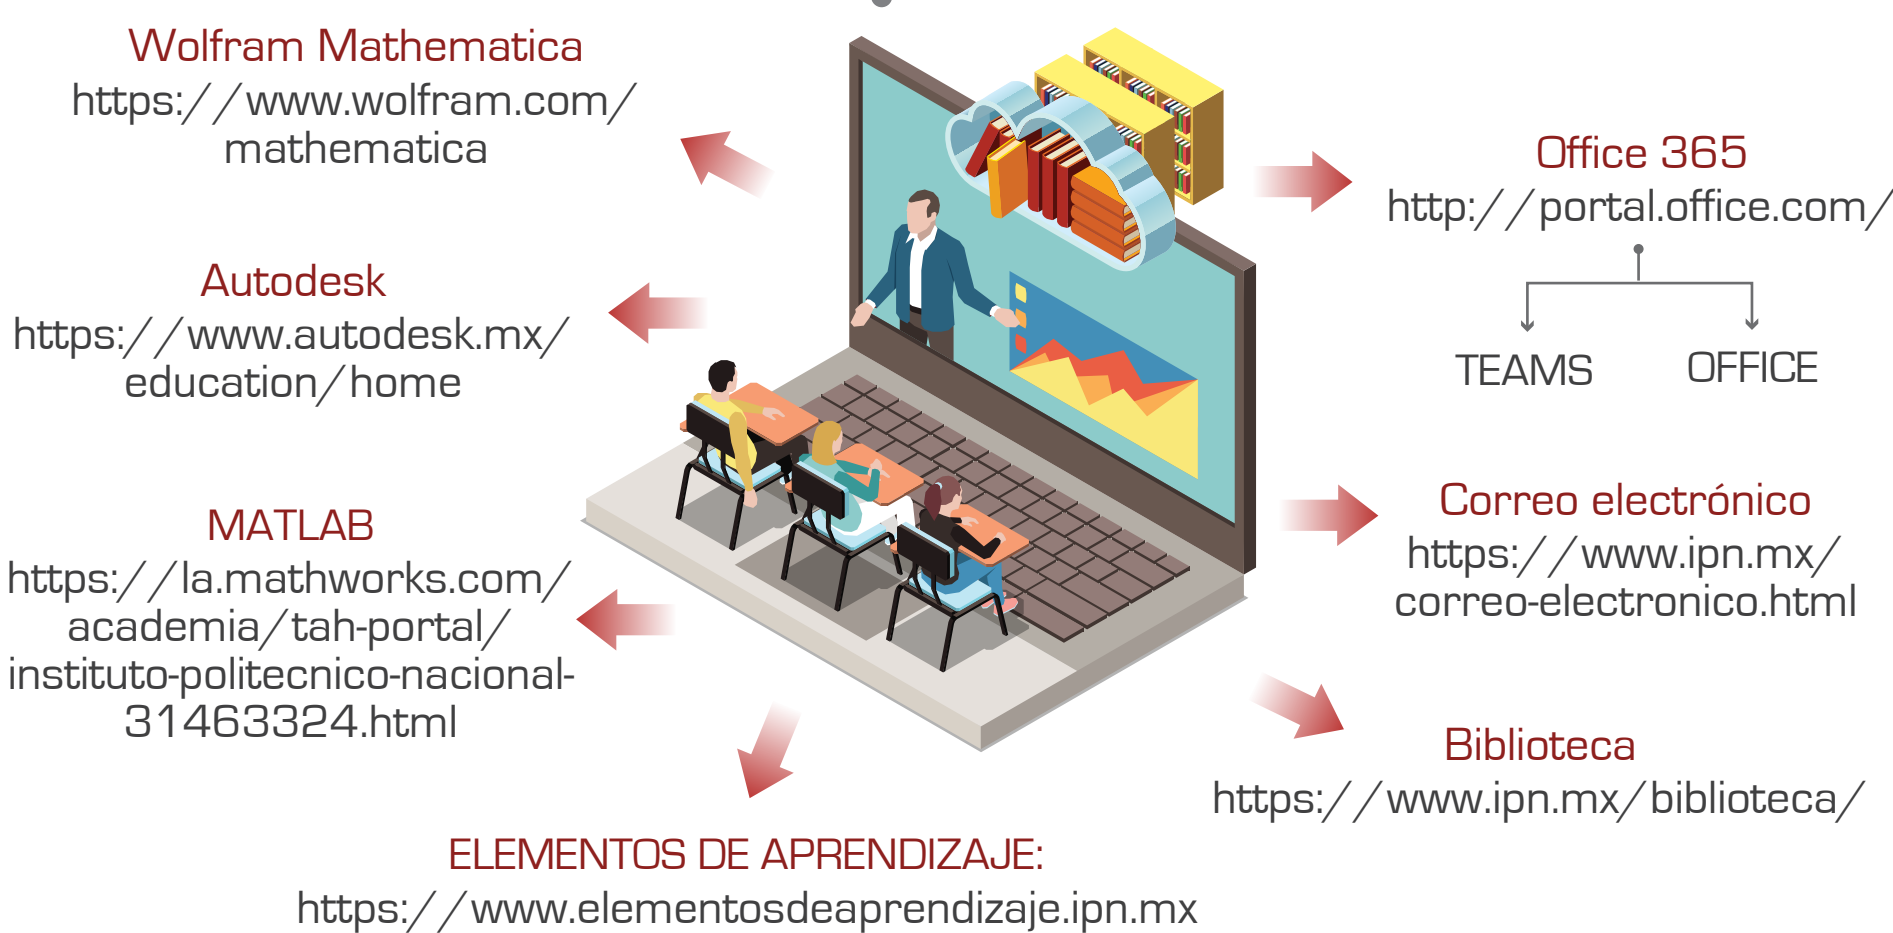 Wolfram Mathematica
https://www.wolfram.com/
mathematica
Autodesk
https://www.autodesk.mx/
education/home
MATLAB
https://la.mathworks.com/
academia/tah-portal/
instituto-politecnico-nacional-
31463324.html
ELEMENTOS DE APRENDIZAJE:
https://www.elementosdeaprendizaje.ipn.mx
Office 365
http://portal.office.com/
TEAMS
OFFICE
Correo electrónico
https://www.ipn.mx/
correo-electronico.html
Biblioteca
https://www.ipn.mx/biblioteca/